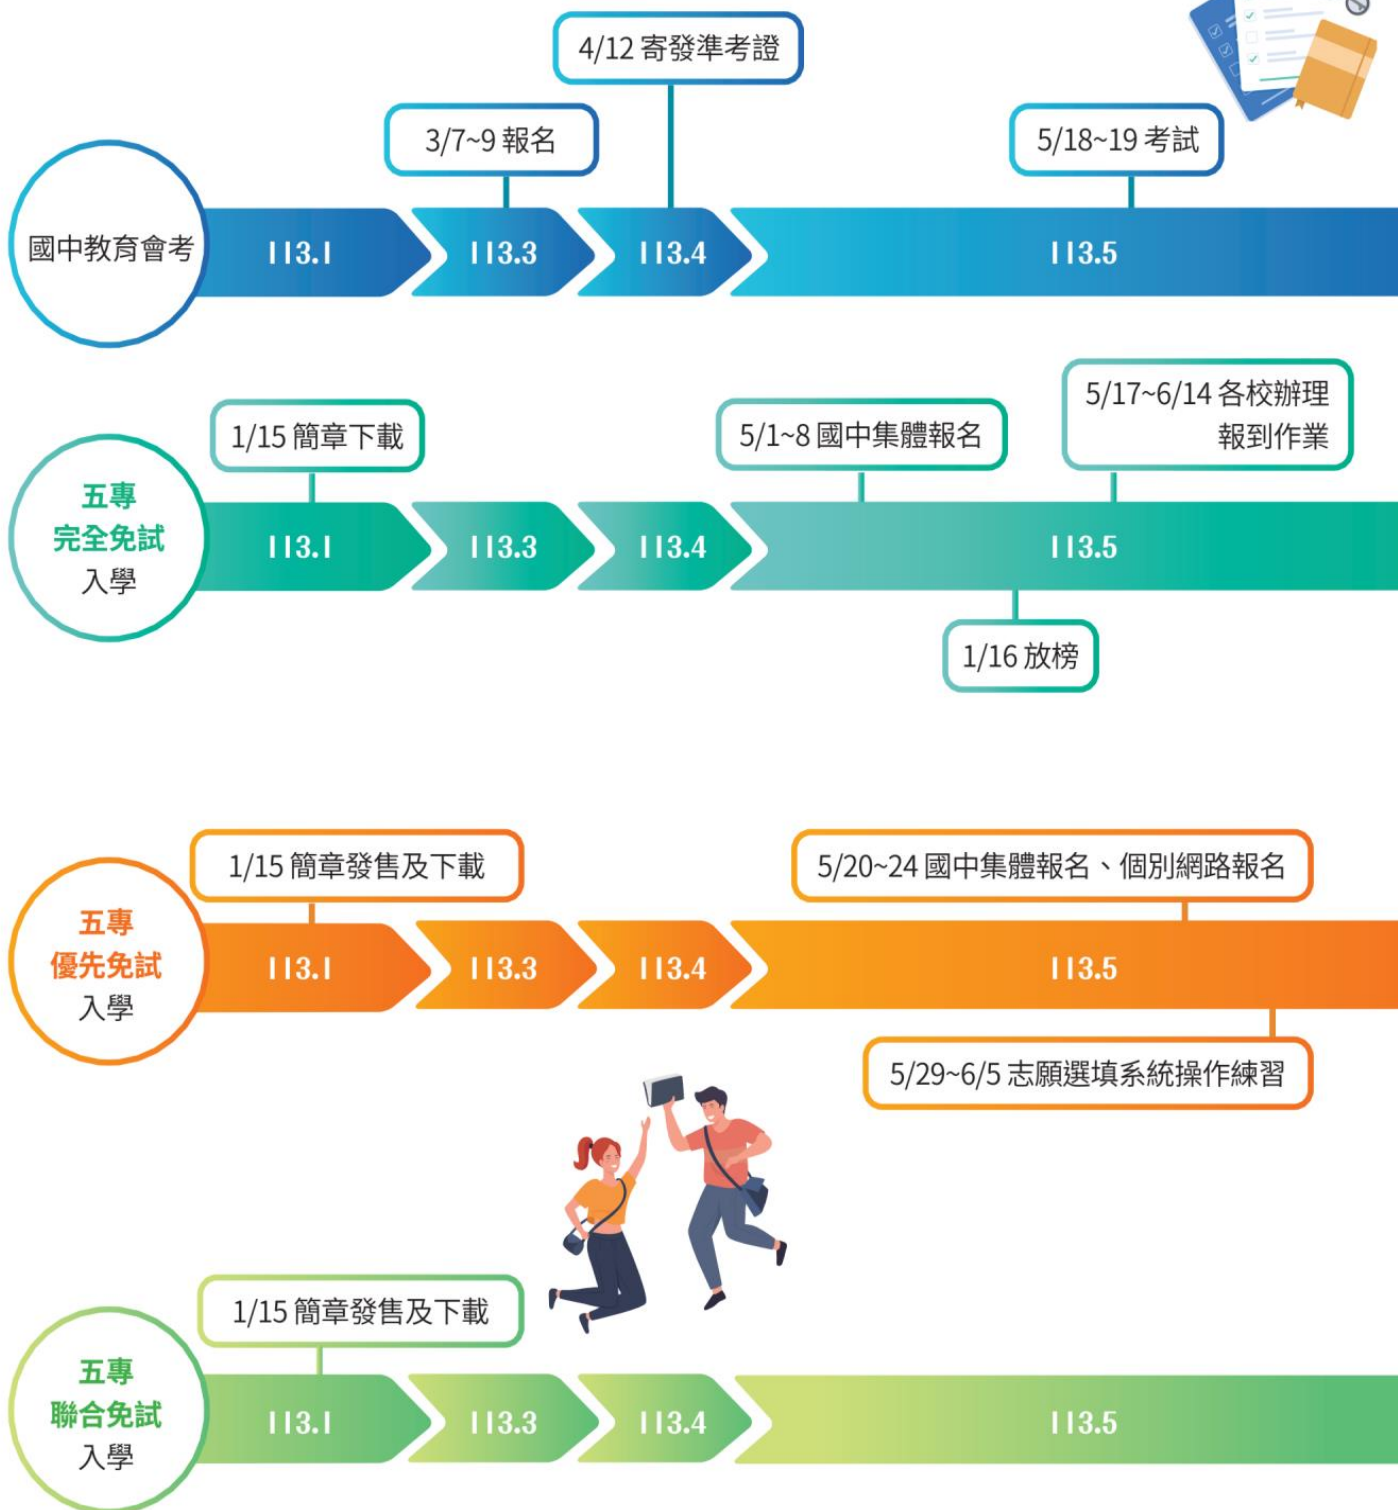 4/12 寄發準考證
3/7~9 報名
5/18~19 考試
國中教育會考
113.1
113.3
113.4
113.5
1/15 簡章下載
5/1~8 國中集體報名
5/17~6/14 各校辦理
報到作業
五專
完全免試
入學
113.1
113.3
113.4
113.5
1/16 放榜
1/15 簡章發售及下載
5/20~24 國中集體報名、個別網路報名
五專
優先免試
入學
113.1
113.3
113.4
113.5
5/29~6/5 志願選填系統操作練習
1/15 簡章發售及下載
五專
聯合免試
入學
113.1
113.3
113.4
113.5